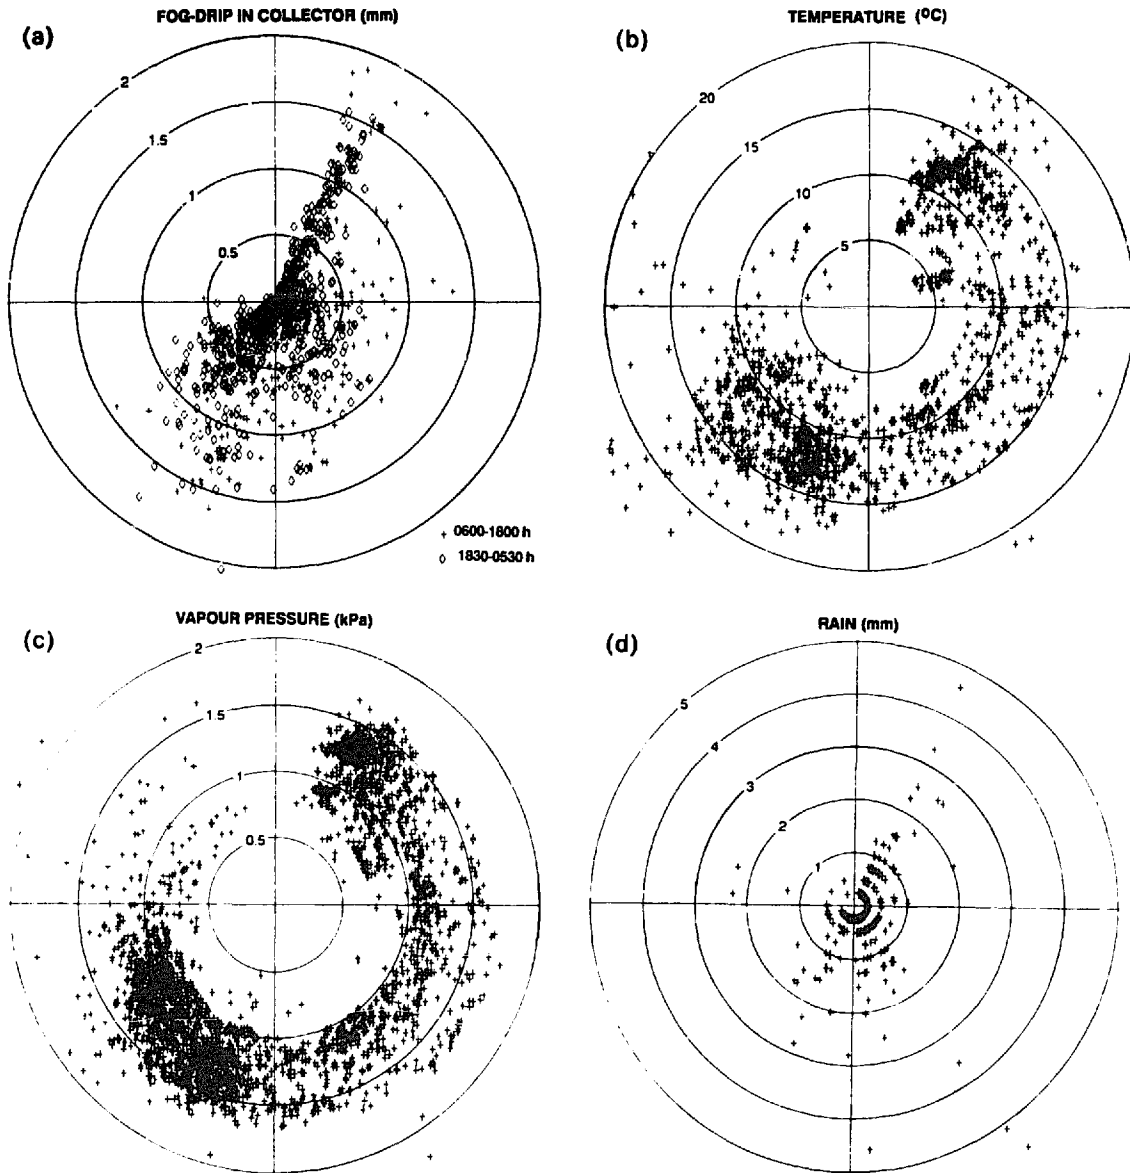 FOG-DRIP IN COLLECTOR (mm)
(a)
2
1.5
1
0.5
+ 0600-1800 h
◊ 1830-0530 h
TEMPERATURE (ºC)
(b)
20
15
10
5
VAPOUR PRESSURE (kPa)
(c)
2
1.5
1
0.5
RAIN (mm)
(d)
5
4
3
2
1